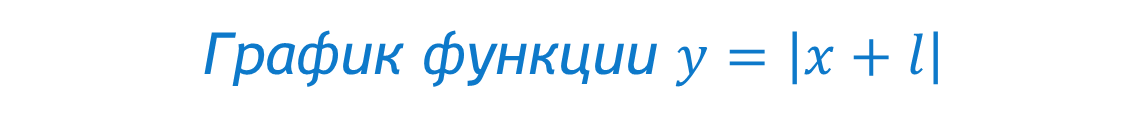 График функции y = |x + l|